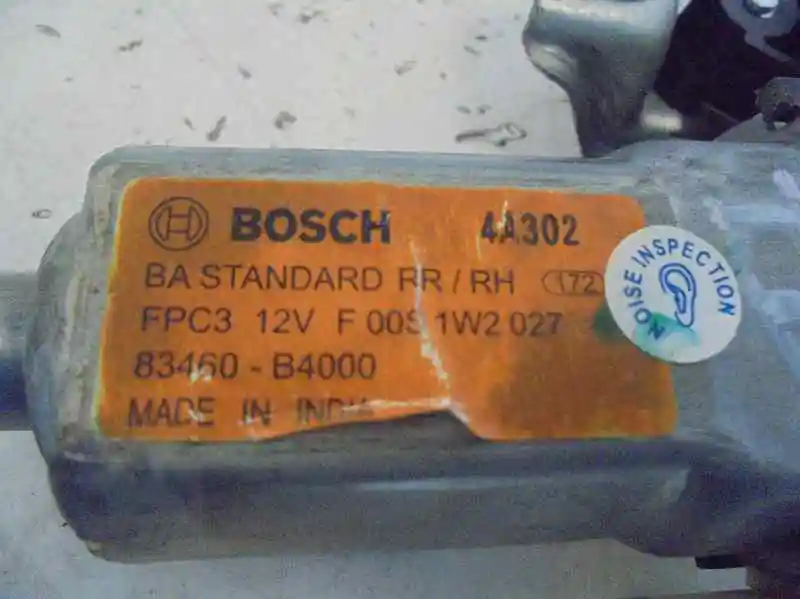 BOSCH 4A302
BA STANDARD RR / RH 172
FPC3 12V F 00S 1W2 027
83460 - B4000
MADE IN INDIA
NOISE INSPECTION